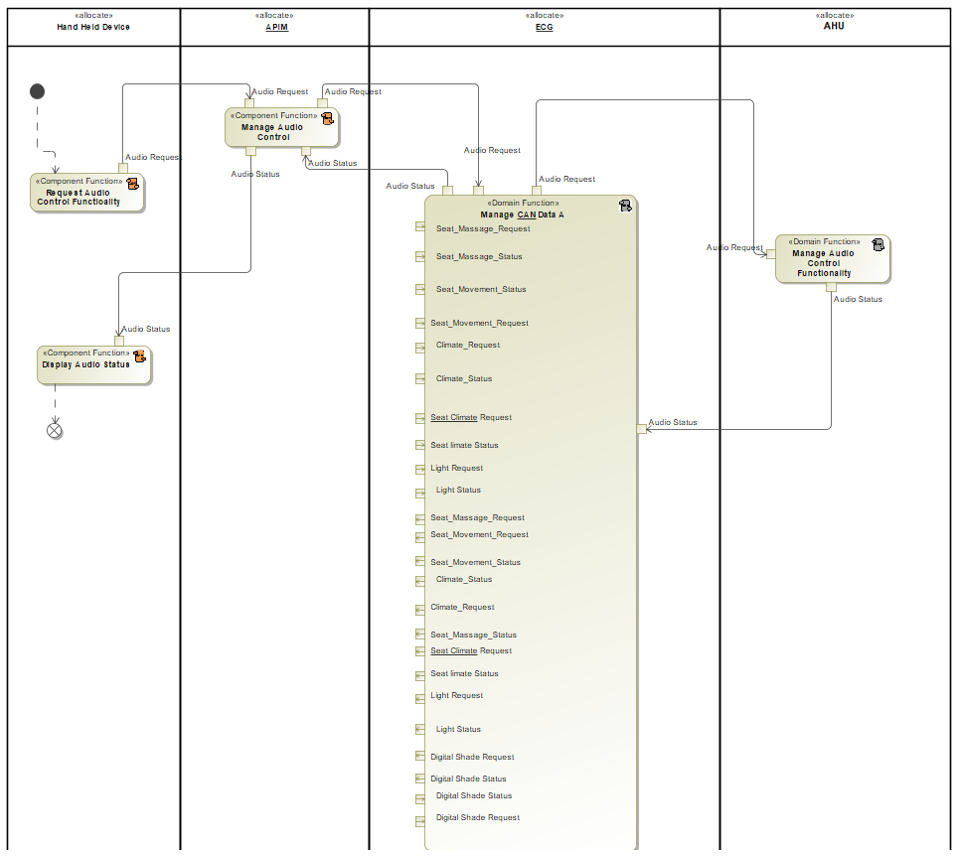 «allocate»
Hand Held Device
«allocate»
APIM
«allocate»
ECG
«allocate»
AHU
Audio Request
Audio Request
«Component Function»
Manage Audio
Control
Audio Request
Audio Request
Audio Status
Audio Status
Audio Status
Audio Request
«Component Function»
Request Audio
Control Functioality
«Domain Function»
Manage CAN Data A
Seat_Massage_Request
Seat_Massage_Status
Seat_Movement_Status
Seat_Movement_Request
Climate_Request
Climate_Status
Seat Climate Request
Seat limate Status
Light Request
Light Status
Seat_Massage_Request
Seat_Movement_Request
Seat_Movement_Status
Climate_Status
Climate_Request
Seat_Massage_Status
Seat Climate Request
Seat limate Status
Light Request
Light Status
Digital Shade Request
Digital Shade Status
Digital Shade Status
Digital Shade Request
Audio Request
«Domain Function»
Manage Audio
Control
Functionality
Audio Status
Audio Status
Audio Status
«Component Function»
Display Audio Status